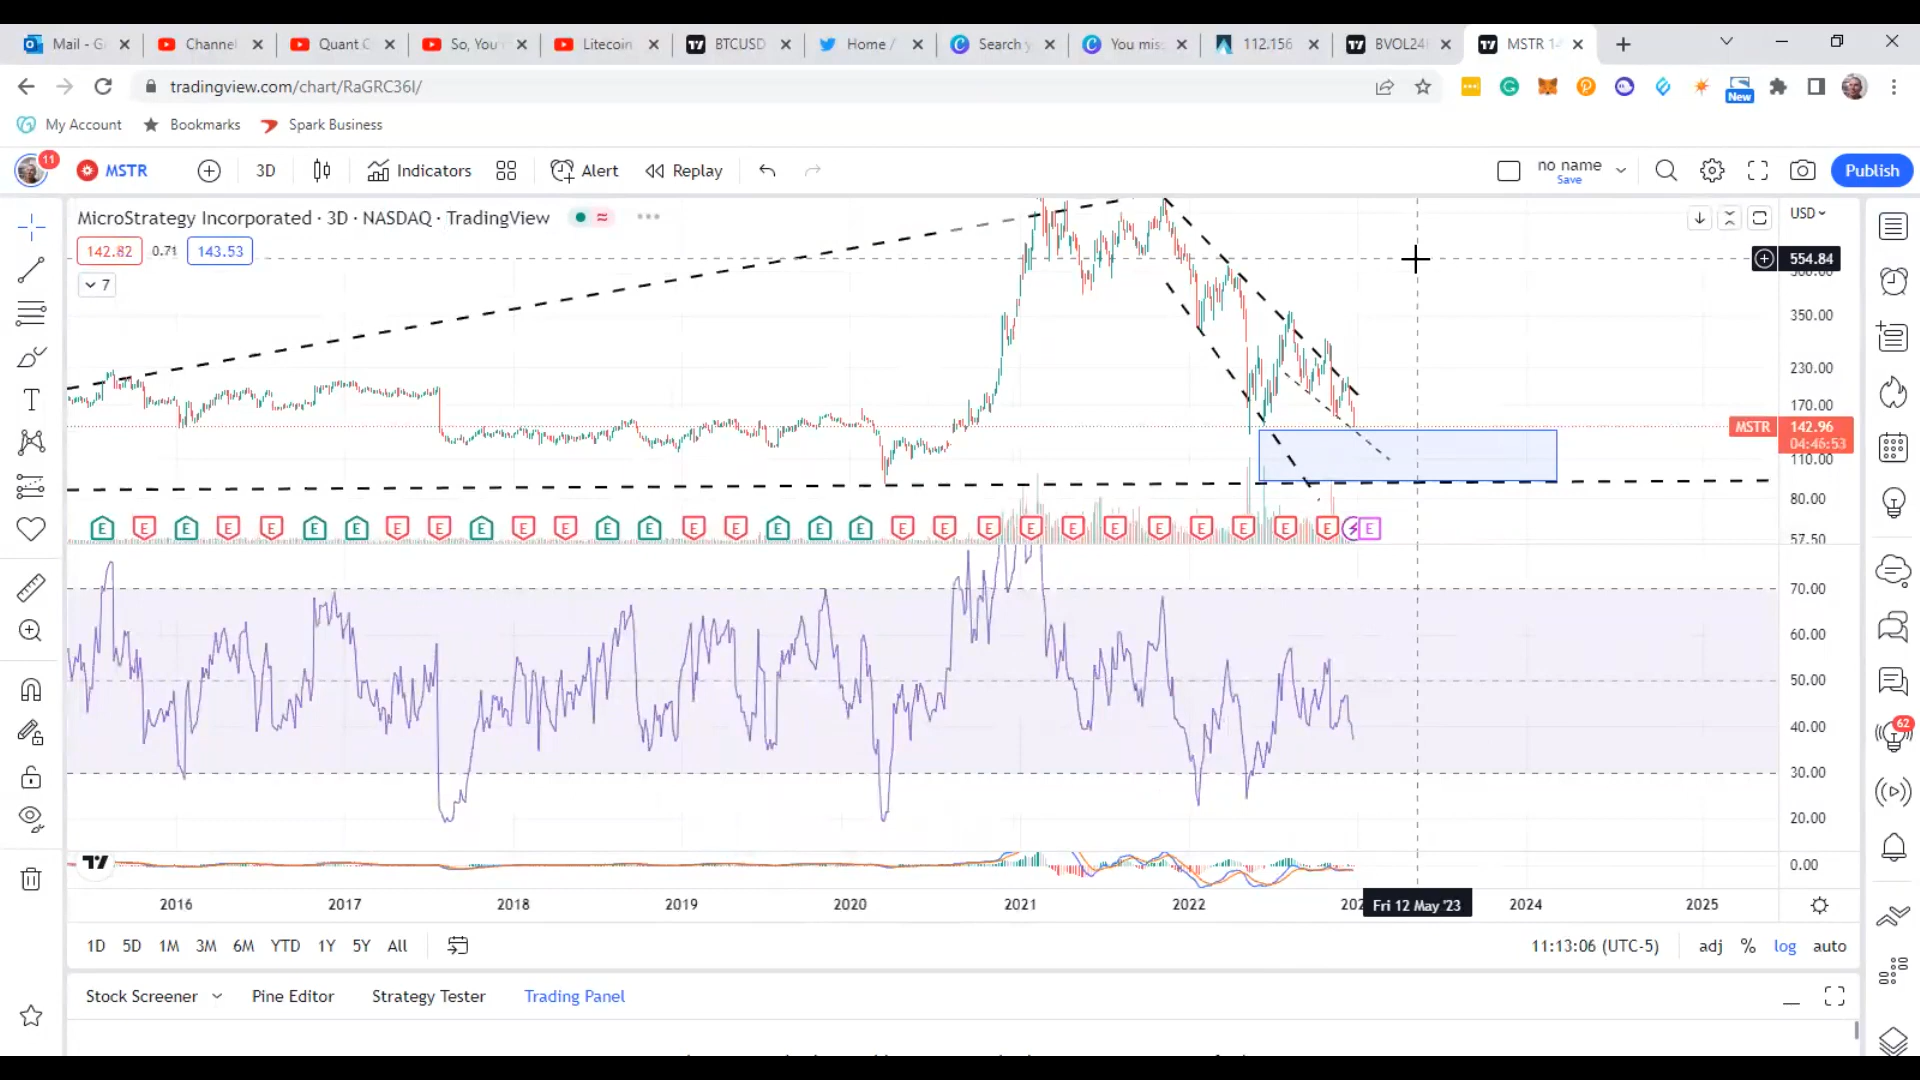 Mail - G
Channel
Quant C
So, You
Litecoin
BTCUSD
Home /
Search y
You mis
112.156
BVOL24
MSTR 14
tradingview.com/chart/RaGRC36I/
New
My Account
Bookmarks
Spark Business
11
MSTR
3D
Indicators
Alert
Replay
no name
Save
Publish
MicroStrategy Incorporated · 3D · NASDAQ · TradingView
USD
142.82
0.71
143.53
554.84
7
350.00
230.00
170.00
MSTR
142.96
04:46:53
110.00
80.00
E E E E E E E E E E E E E E E E E E E E E E E E E E E E E E E
57.50
70.00
60.00
50.00
40.00
30.00
20.00
0.00
62
2016
2017
2018
2019
2020
2021
2022
Fri 12 May '23
2024
2025
1D
5D
1M
3M
6M
YTD
1Y
5Y
All
11:13:06 (UTC-5)
adj
%
log
auto
Stock Screener
Pine Editor
Strategy Tester
Trading Panel